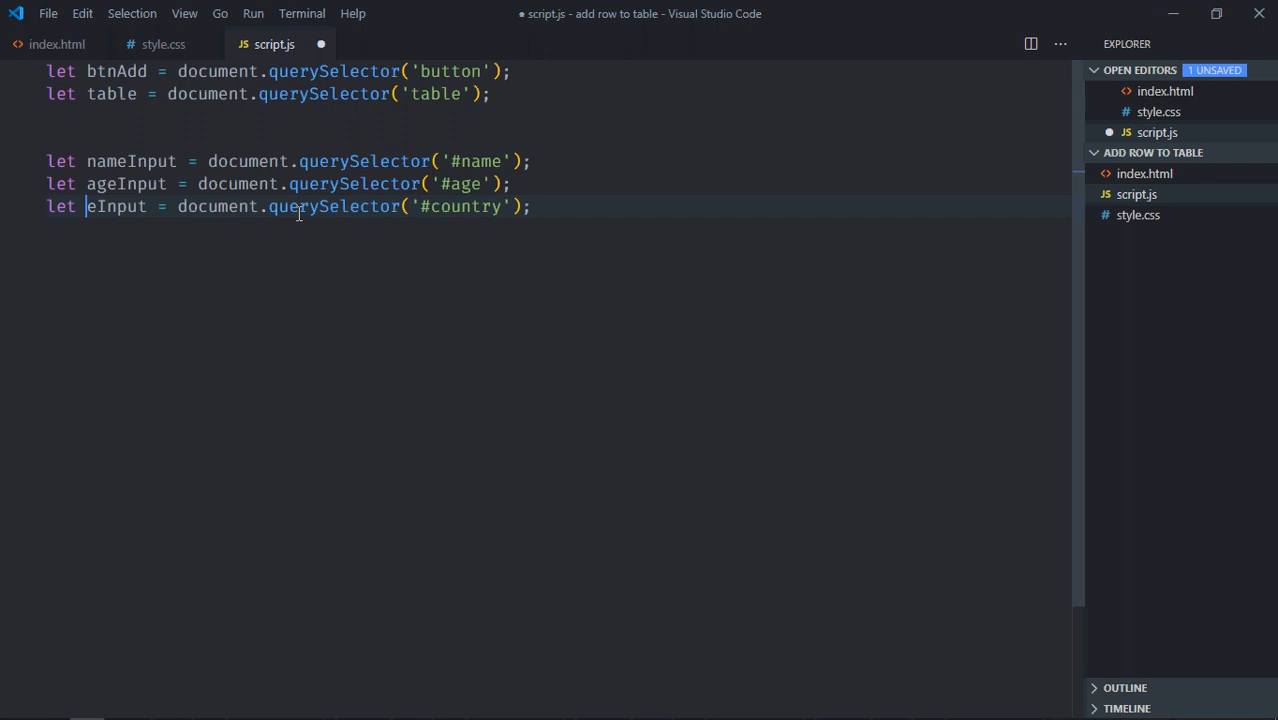 File Edit Selection View Go Run Terminal Help
● script.js - add row to table - Visual Studio Code
<> index.html
# style.css
JS script.js ●
···
let btnAdd = document.querySelector('button');
let table = document.querySelector('table');
let nameInput = document.querySelector('#name');
let ageInput = document.querySelector('#age');
let eInput = document.querySelector('#country');
EXPLORER
OPEN EDITORS 1 UNSAVED
<> index.html
# style.css
● JS script.js
ADD ROW TO TABLE
<> index.html
JS script.js
# style.css
OUTLINE
TIMELINE